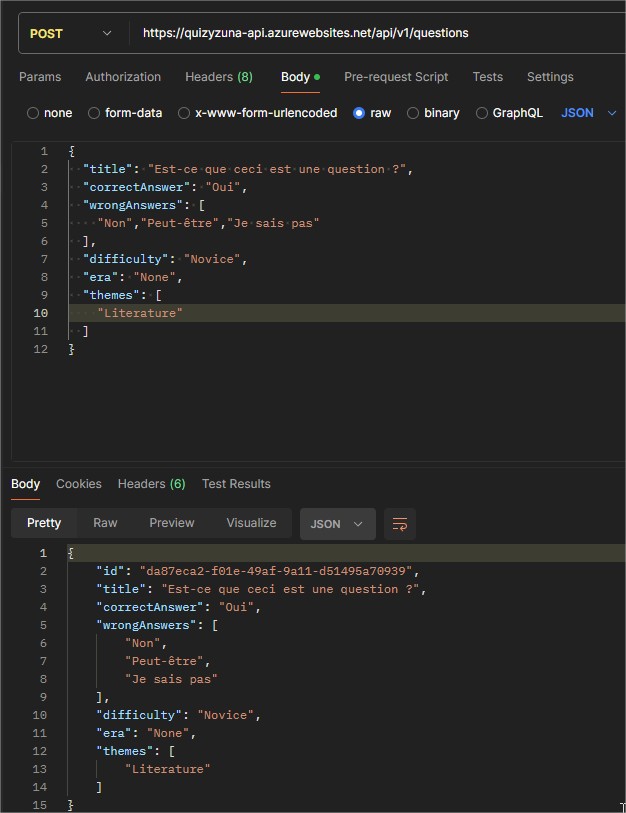 POST https://quizyzuna-api.azurewebsites.net/api/v1/questions
Params Authorization Headers (8) Body Pre-request Script Tests Settings
none form-data x-www-form-urlencoded raw binary GraphQL JSON
1 {
2 "title": "Est-ce que ceci est une question ?",
3 "correctAnswer": "Oui",
4 "wrongAnswers": [
5 "Non","Peut-être","Je sais pas"
6 ],
7 "difficulty": "Novice",
8 "era": "None",
9 "themes": [
10 "Literature"
11 ]
12 }
Body Cookies Headers (6) Test Results
Pretty Raw Preview Visualize JSON
1 {
2 "id": "da87eca2-f01e-49af-9a11-d51495a70939",
3 "title": "Est-ce que ceci est une question ?",
4 "correctAnswer": "Oui",
5 "wrongAnswers": [
6 "Non",
7 "Peut-être",
8 "Je sais pas"
9 ],
10 "difficulty": "Novice",
11 "era": "None",
12 "themes": [
13 "Literature"
14 ]
15 }